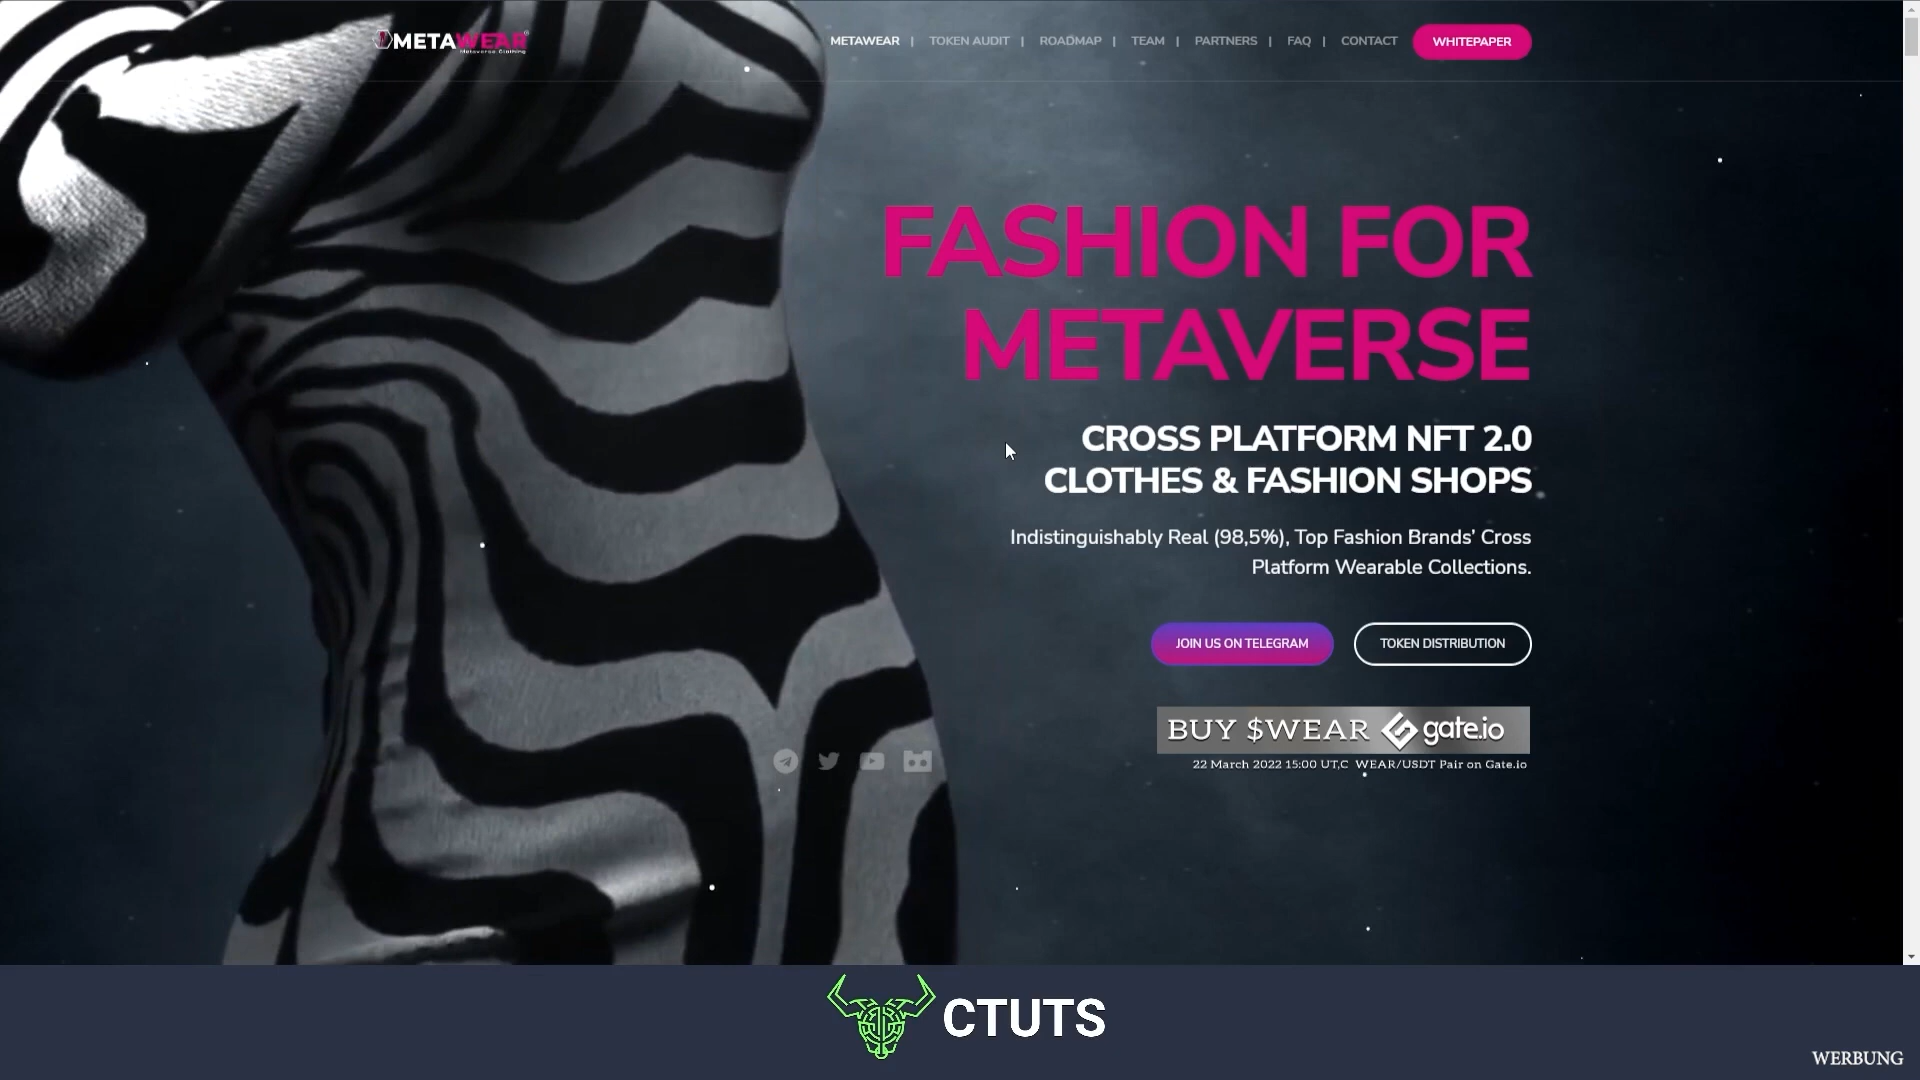 METAWEAR
Metaverse Clothing
METAWEAR | TOKEN AUDIT | ROADMAP | TEAM | PARTNERS | FAQ | CONTACT WHITEPAPER
FASHION FOR
METAVERSE
CROSS PLATFORM NFT 2.0
CLOTHES & FASHION SHOPS
Indistinguishably Real (98,5%), Top Fashion Brands’ Cross
Platform Wearable Collections.
JOIN US ON TELEGRAM TOKEN DISTRIBUTION
BUY $WEAR gate.io
22 March 2022 15:00 UT,C WEAR/USDT Pair on Gate.io
CTUTS
WERBUNG